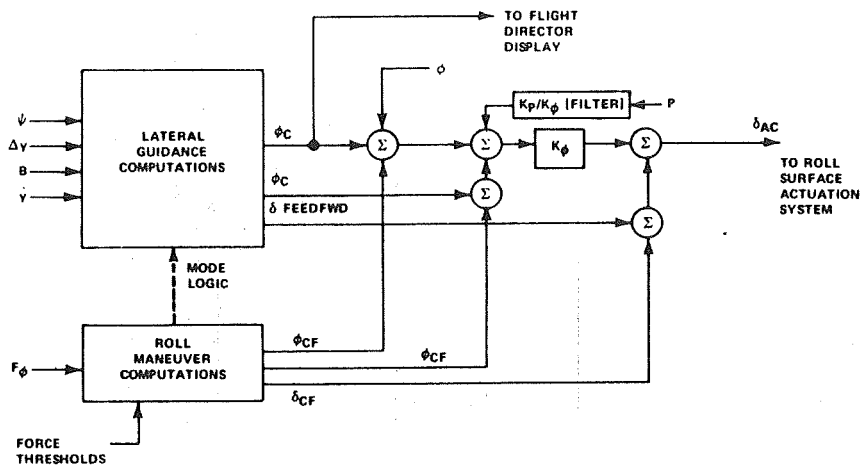 TO FLIGHT
DIRECTOR
DISPLAY
ϕ
KP/Kϕ [FILTER]
P
ψ
ΔY
B
ẏ
LATERAL
GUIDANCE
COMPUTATIONS
ϕC
Σ
Σ
Kϕ
Σ
δAC
TO ROLL
SURFACE
ACTUATION
SYSTEM
ϕC
Σ
δ FEEDFWD
Σ
MODE
LOGIC
Fϕ
ROLL
MANEUVER
COMPUTATIONS
ϕCF
ϕCF
δCF
FORCE
THRESHOLDS